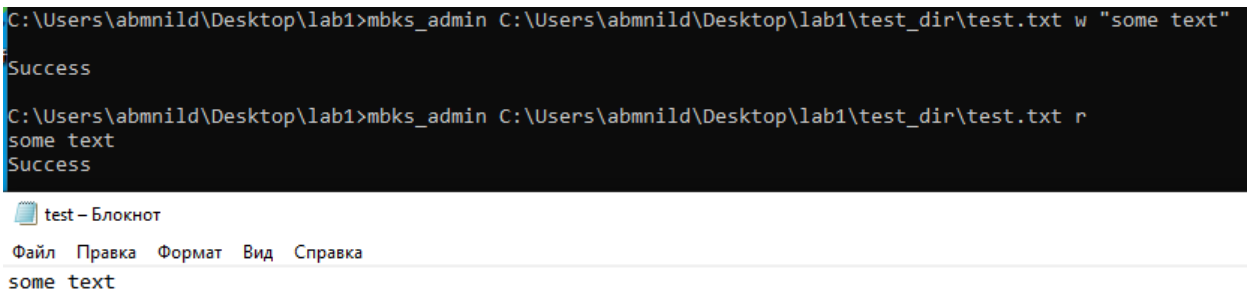 C:\Users\abmnild\Desktop\lab1>mbks_admin C:\Users\abmnild\Desktop\lab1\test_dir\test.txt w "some text"
Success
C:\Users\abmnild\Desktop\lab1>mbks_admin C:\Users\abmnild\Desktop\lab1\test_dir\test.txt r
some text
Success
test – Блокнот
Файл Правка Формат Вид Справка
some text